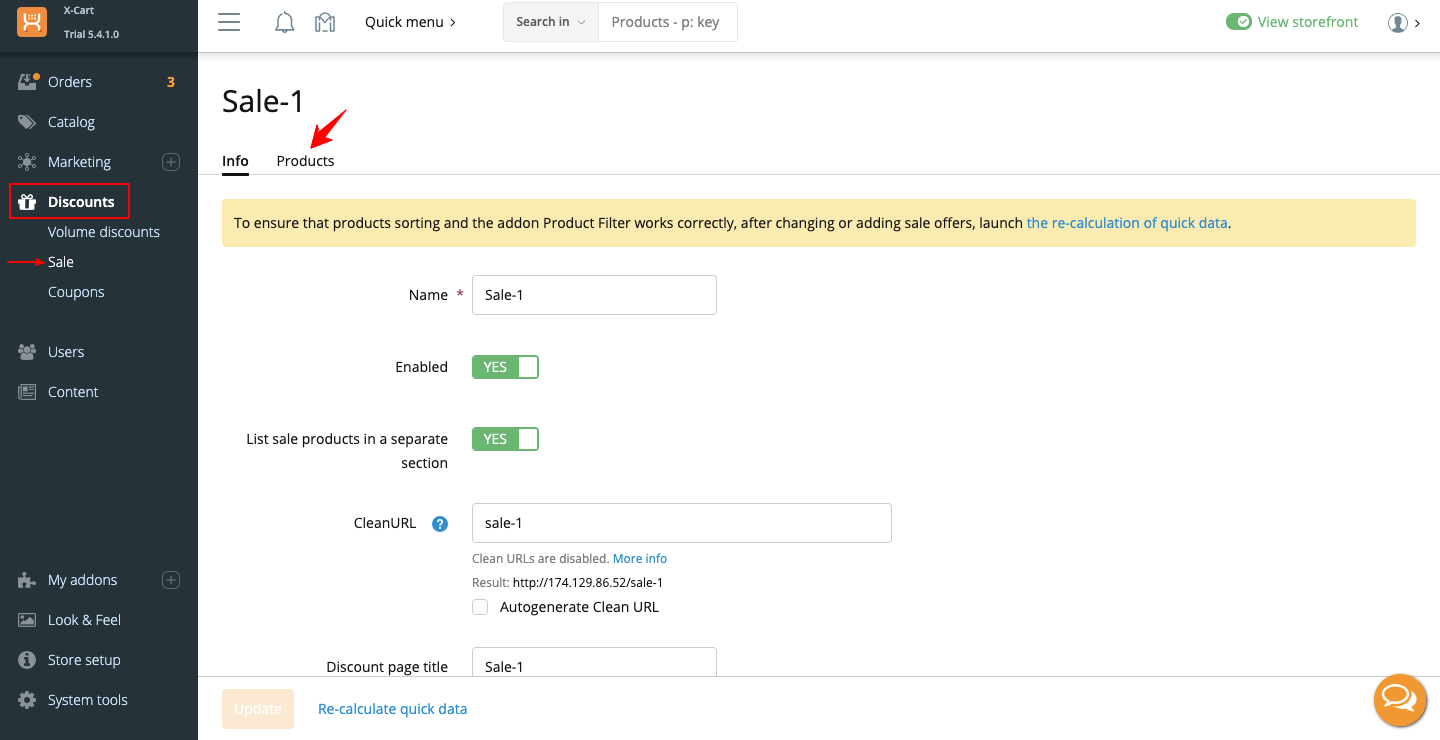 X-Cart
Trial 5.4.1.0
Quick menu
Search in
Products - p: key
View storefront
Orders 3
Catalog
Marketing
Discounts
Volume discounts
Sale
Coupons
Users
Content
My addons
Look & Feel
Store setup
System tools
Sale-1
Info Products
To ensure that products sorting and the addon Product Filter works correctly, after changing or adding sale offers, launch the re-calculation of quick data.
Name * Sale-1
Enabled YES
List sale products in a separate YES
section
CleanURL ? sale-1
Clean URLs are disabled. More info
Result: http://174.129.86.52/sale-1
Autogenerate Clean URL
Discount page title Sale-1
Update Re-calculate quick data